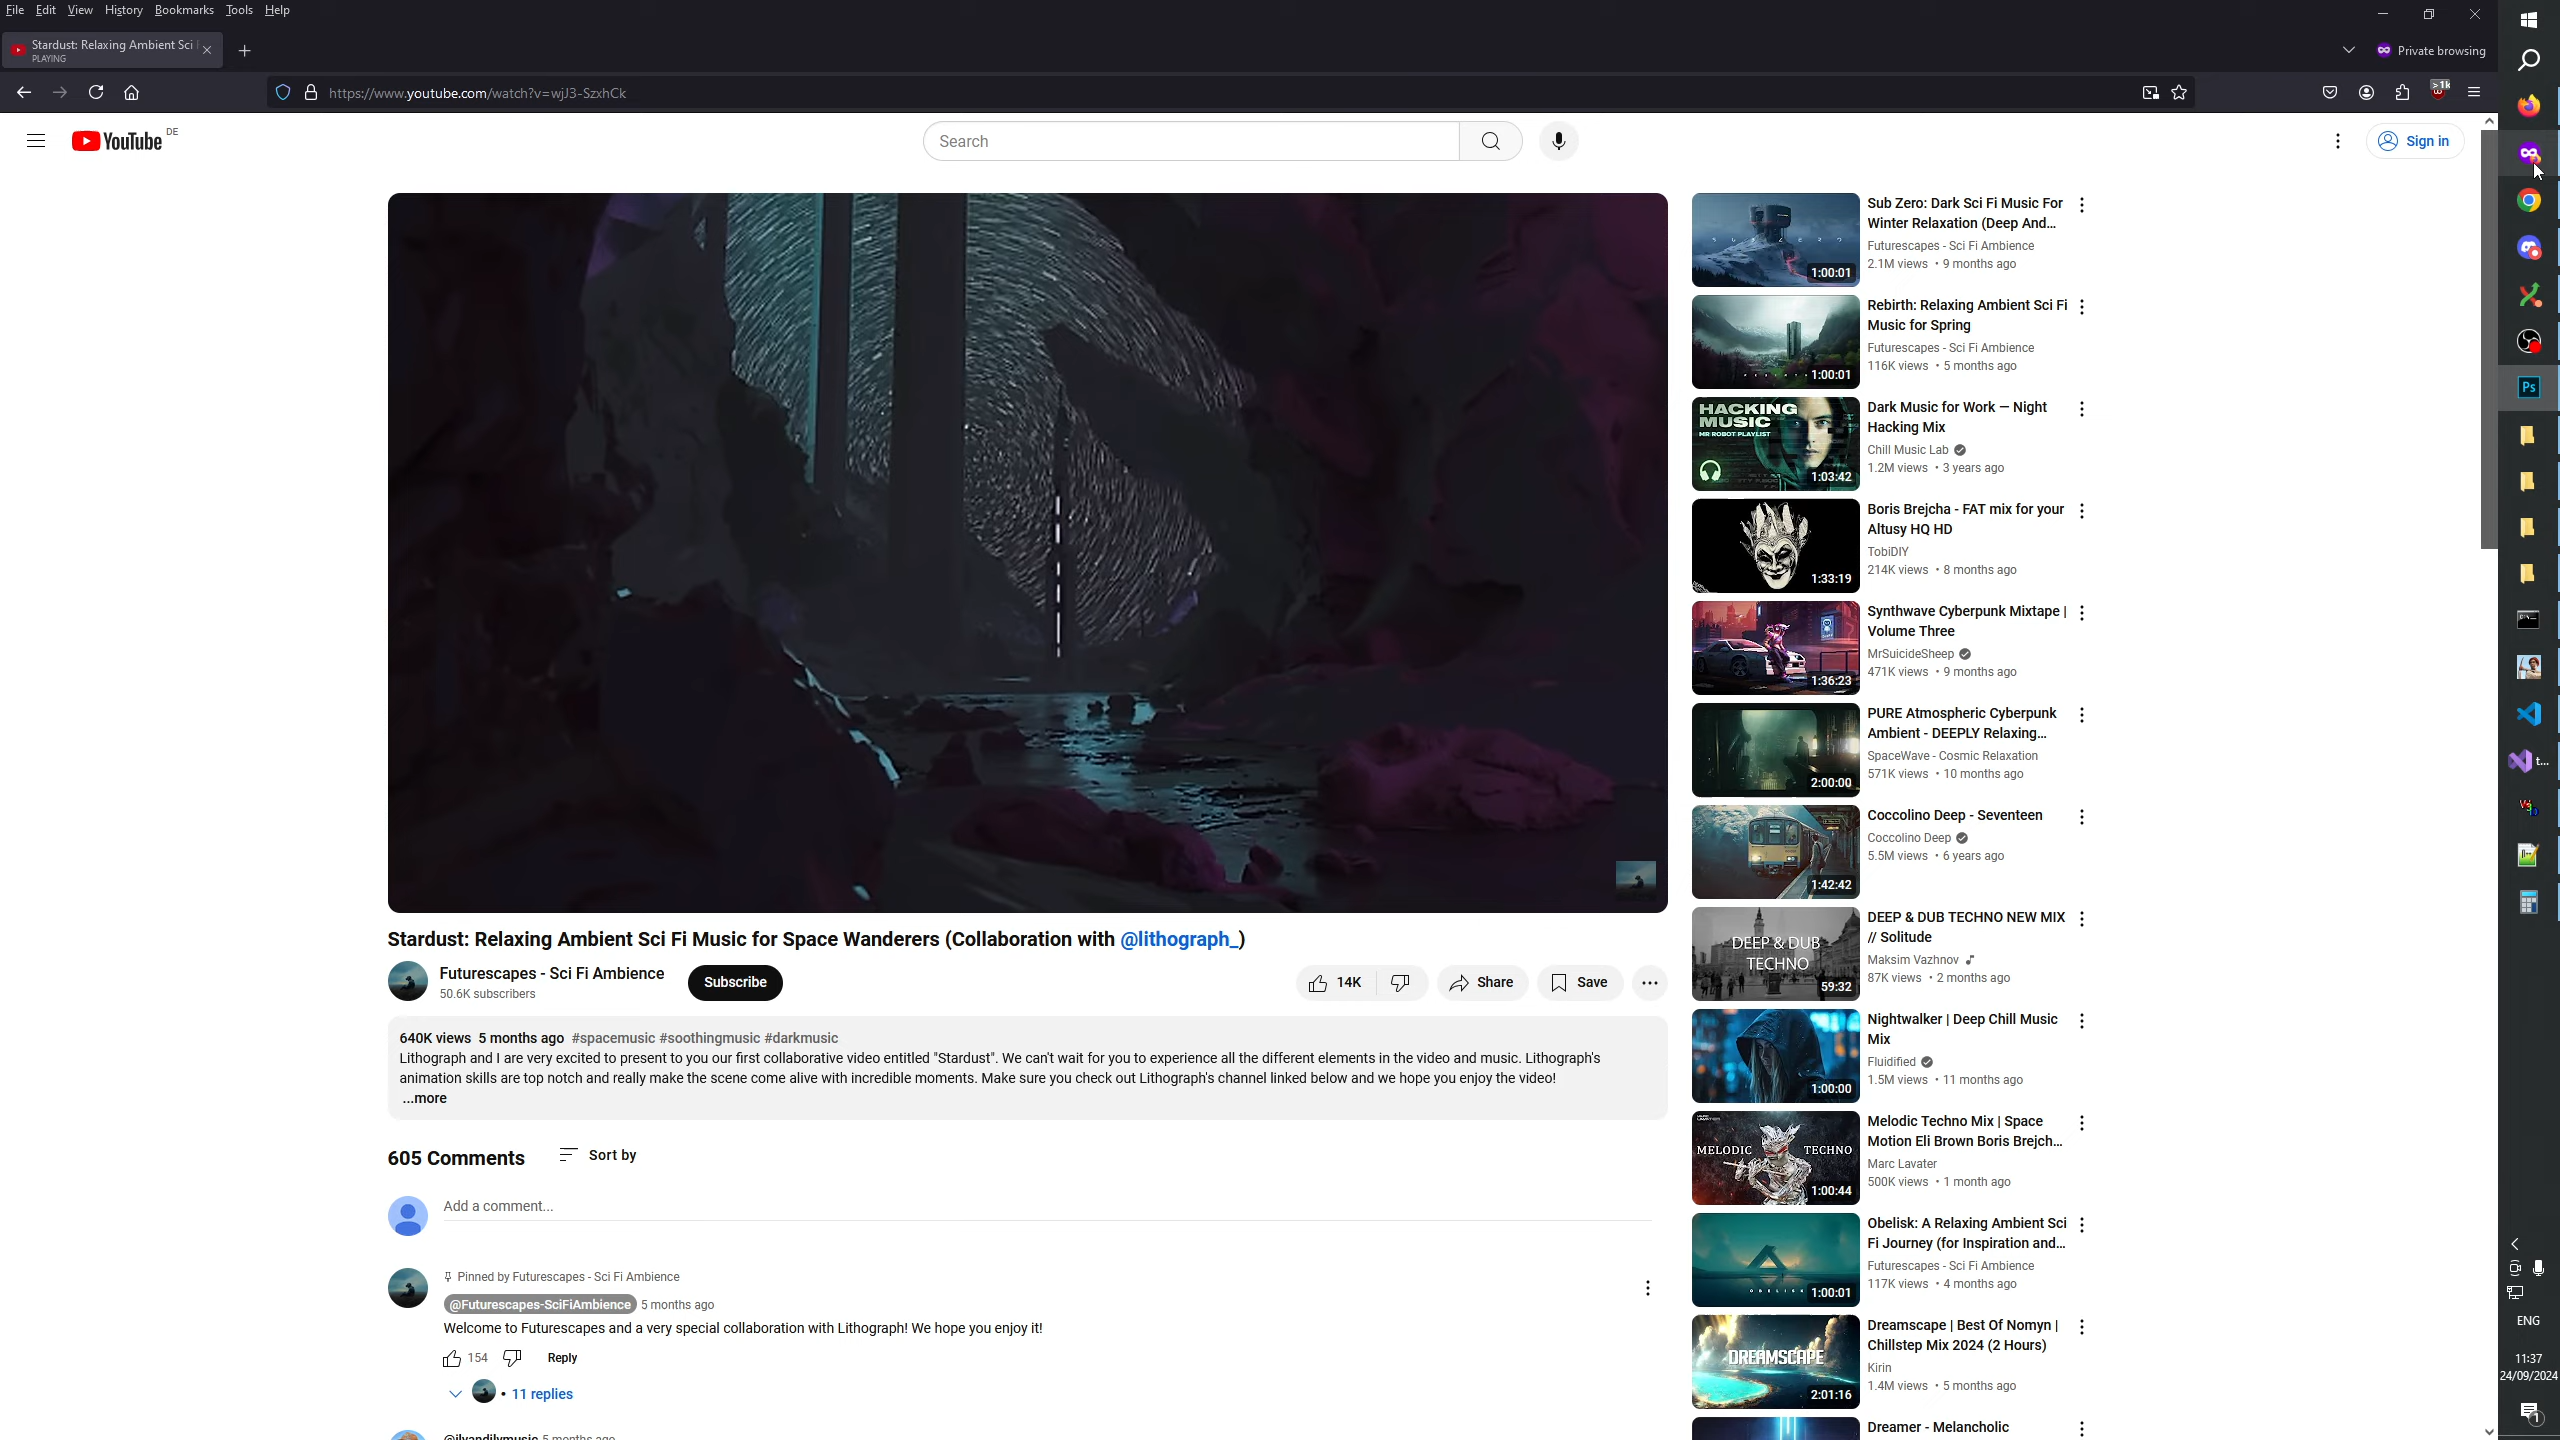 File Edit View History Bookmarks Tools Help
Stardust: Relaxing Ambient Sci
PLAYING
Private browsing
https://www.youtube.com/watch?v=wjJ3-SzxhCk
>1k
YouTube DE
Search
Sign in
Stardust: Relaxing Ambient Sci Fi Music for Space Wanderers (Collaboration with @lithograph_)
Futurescapes - Sci Fi Ambience
50.6K subscribers
Subscribe
14K
Share
Save
640K views 5 months ago #spacemusic #soothingmusic #darkmusic
Lithograph and I are very excited to present to you our first collaborative video entitled "Stardust". We can't wait for you to experience all the different elements in the video and music. Lithograph's
animation skills are top notch and really make the scene come alive with incredible moments. Make sure you check out Lithograph's channel linked below and we hope you enjoy the video!
...more
605 Comments
Sort by
Add a comment...
Pinned by Futurescapes - Sci Fi Ambience
@Futurescapes-SciFiAmbience 5 months ago
Welcome to Futurescapes and a very special collaboration with Lithograph! We hope you enjoy it!
154
Reply
• 11 replies
@ilyandilymusic 5 months ago
1:00:01
Sub Zero: Dark Sci Fi Music For
Winter Relaxation (Deep And...
Futurescapes - Sci Fi Ambience
2.1M views • 9 months ago
1:00:01
Rebirth: Relaxing Ambient Sci Fi
Music for Spring
Futurescapes - Sci Fi Ambience
116K views • 5 months ago
HACKING
MUSIC
MR ROBOT PLAYLIST
1:03:42
Dark Music for Work — Night
Hacking Mix
Chill Music Lab
1.2M views • 3 years ago
1:33:19
Boris Brejcha - FAT mix for your
Altusy HQ HD
TobiDIY
214K views • 8 months ago
1:36:23
Synthwave Cyberpunk Mixtape |
Volume Three
MrSuicideSheep
471K views • 9 months ago
2:00:00
PURE Atmospheric Cyberpunk
Ambient - DEEPLY Relaxing...
SpaceWave - Cosmic Relaxation
571K views • 10 months ago
1:42:42
Coccolino Deep - Seventeen
Coccolino Deep
5.5M views • 6 years ago
DEEP & DUB
TECHNO
59:32
DEEP & DUB TECHNO NEW MIX
// Solitude
Maksim Vazhnov
87K views • 2 months ago
1:00:00
Nightwalker | Deep Chill Music
Mix
Fluidified
1.5M views • 11 months ago
MELODIC TECHNO
1:00:44
Melodic Techno Mix | Space
Motion Eli Brown Boris Brejch...
Marc Lavater
500K views • 1 month ago
OBELISK
1:00:01
Obelisk: A Relaxing Ambient Sci
Fi Journey (for Inspiration and...
Futurescapes - Sci Fi Ambience
117K views • 4 months ago
DREAMSCAPE
2:01:16
Dreamscape | Best Of Nomyn |
Chillstep Mix 2024 (2 Hours)
Kirin
1.4M views • 5 months ago
Dreamer - Melancholic
Ps
t...
ENG
11:37
24/09/2024
1